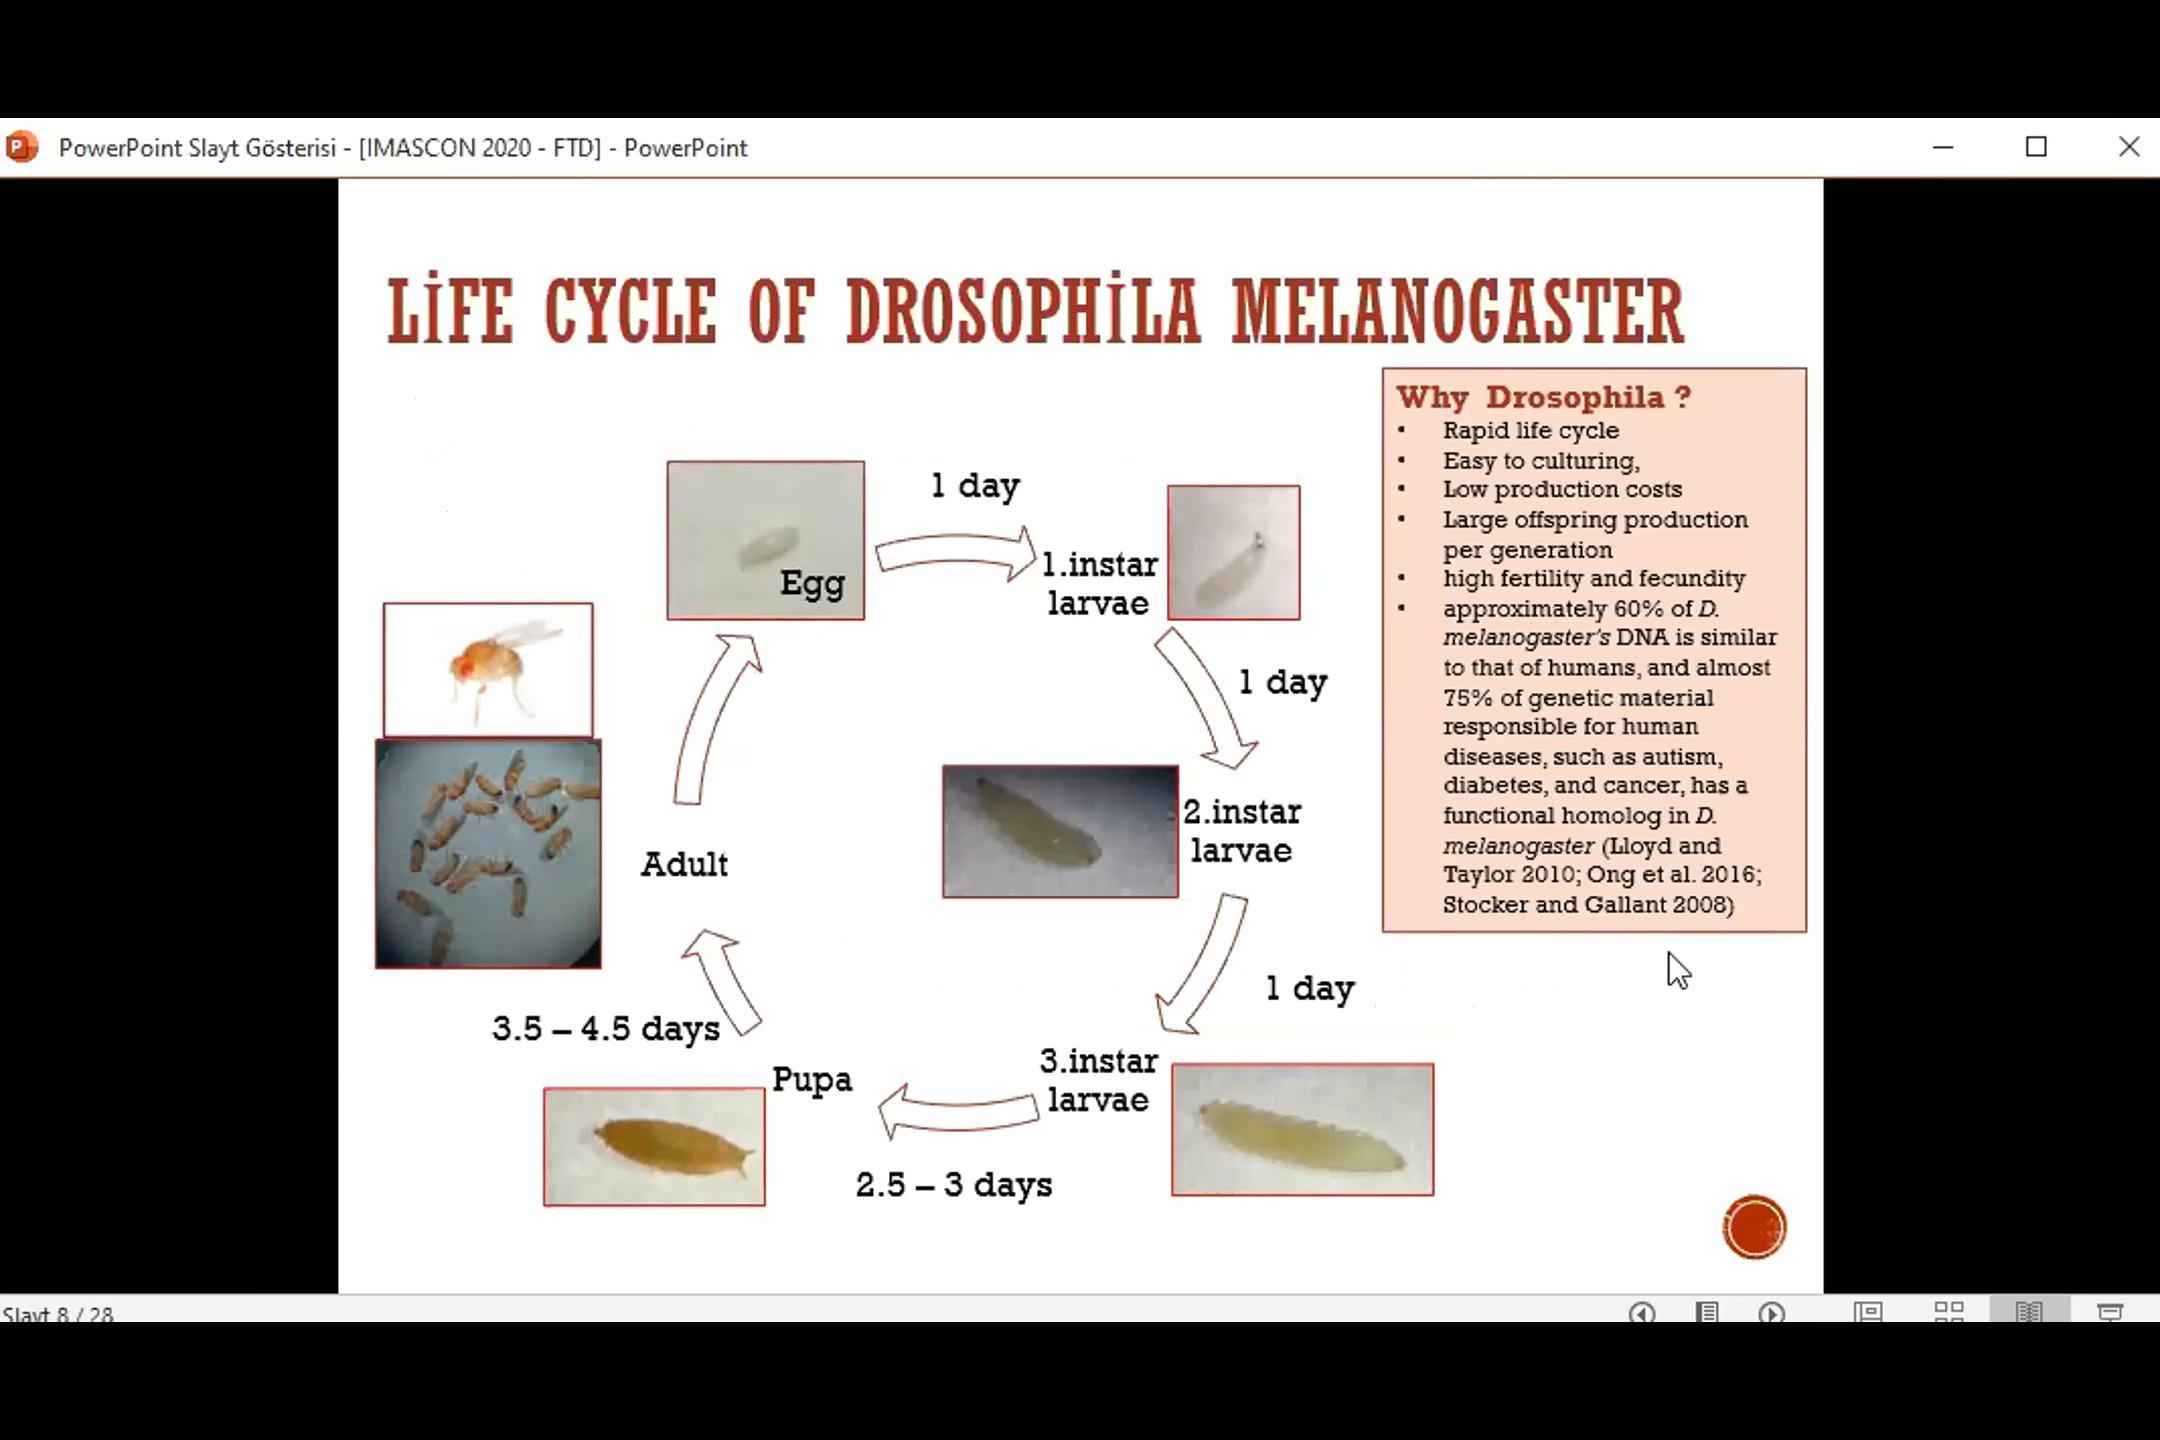 PowerPoint Slayt Gösterisi - [IMASCON 2020 - FTD] - PowerPoint
LİFE CYCLE OF DROSOPHİLA MELANOGASTER
Why Drosophila ?
• Rapid life cycle
• Easy to culturing,
• Low production costs
• Large offspring production
per generation
• high fertility and fecundity
• approximately 60% of D.
melanogaster's DNA is similar
to that of humans, and almost
75% of genetic material
responsible for human
diseases, such as autism,
diabetes, and cancer, has a
functional homolog in D.
melanogaster (Lloyd and
Taylor 2010; Ong et al. 2016;
Stocker and Gallant 2008)
Egg
1 day
1.instar
larvae
1 day
2.instar
larvae
1 day
3.instar
larvae
2.5 – 3 days
Pupa
3.5 – 4.5 days
Adult
Slayt 8 / 28